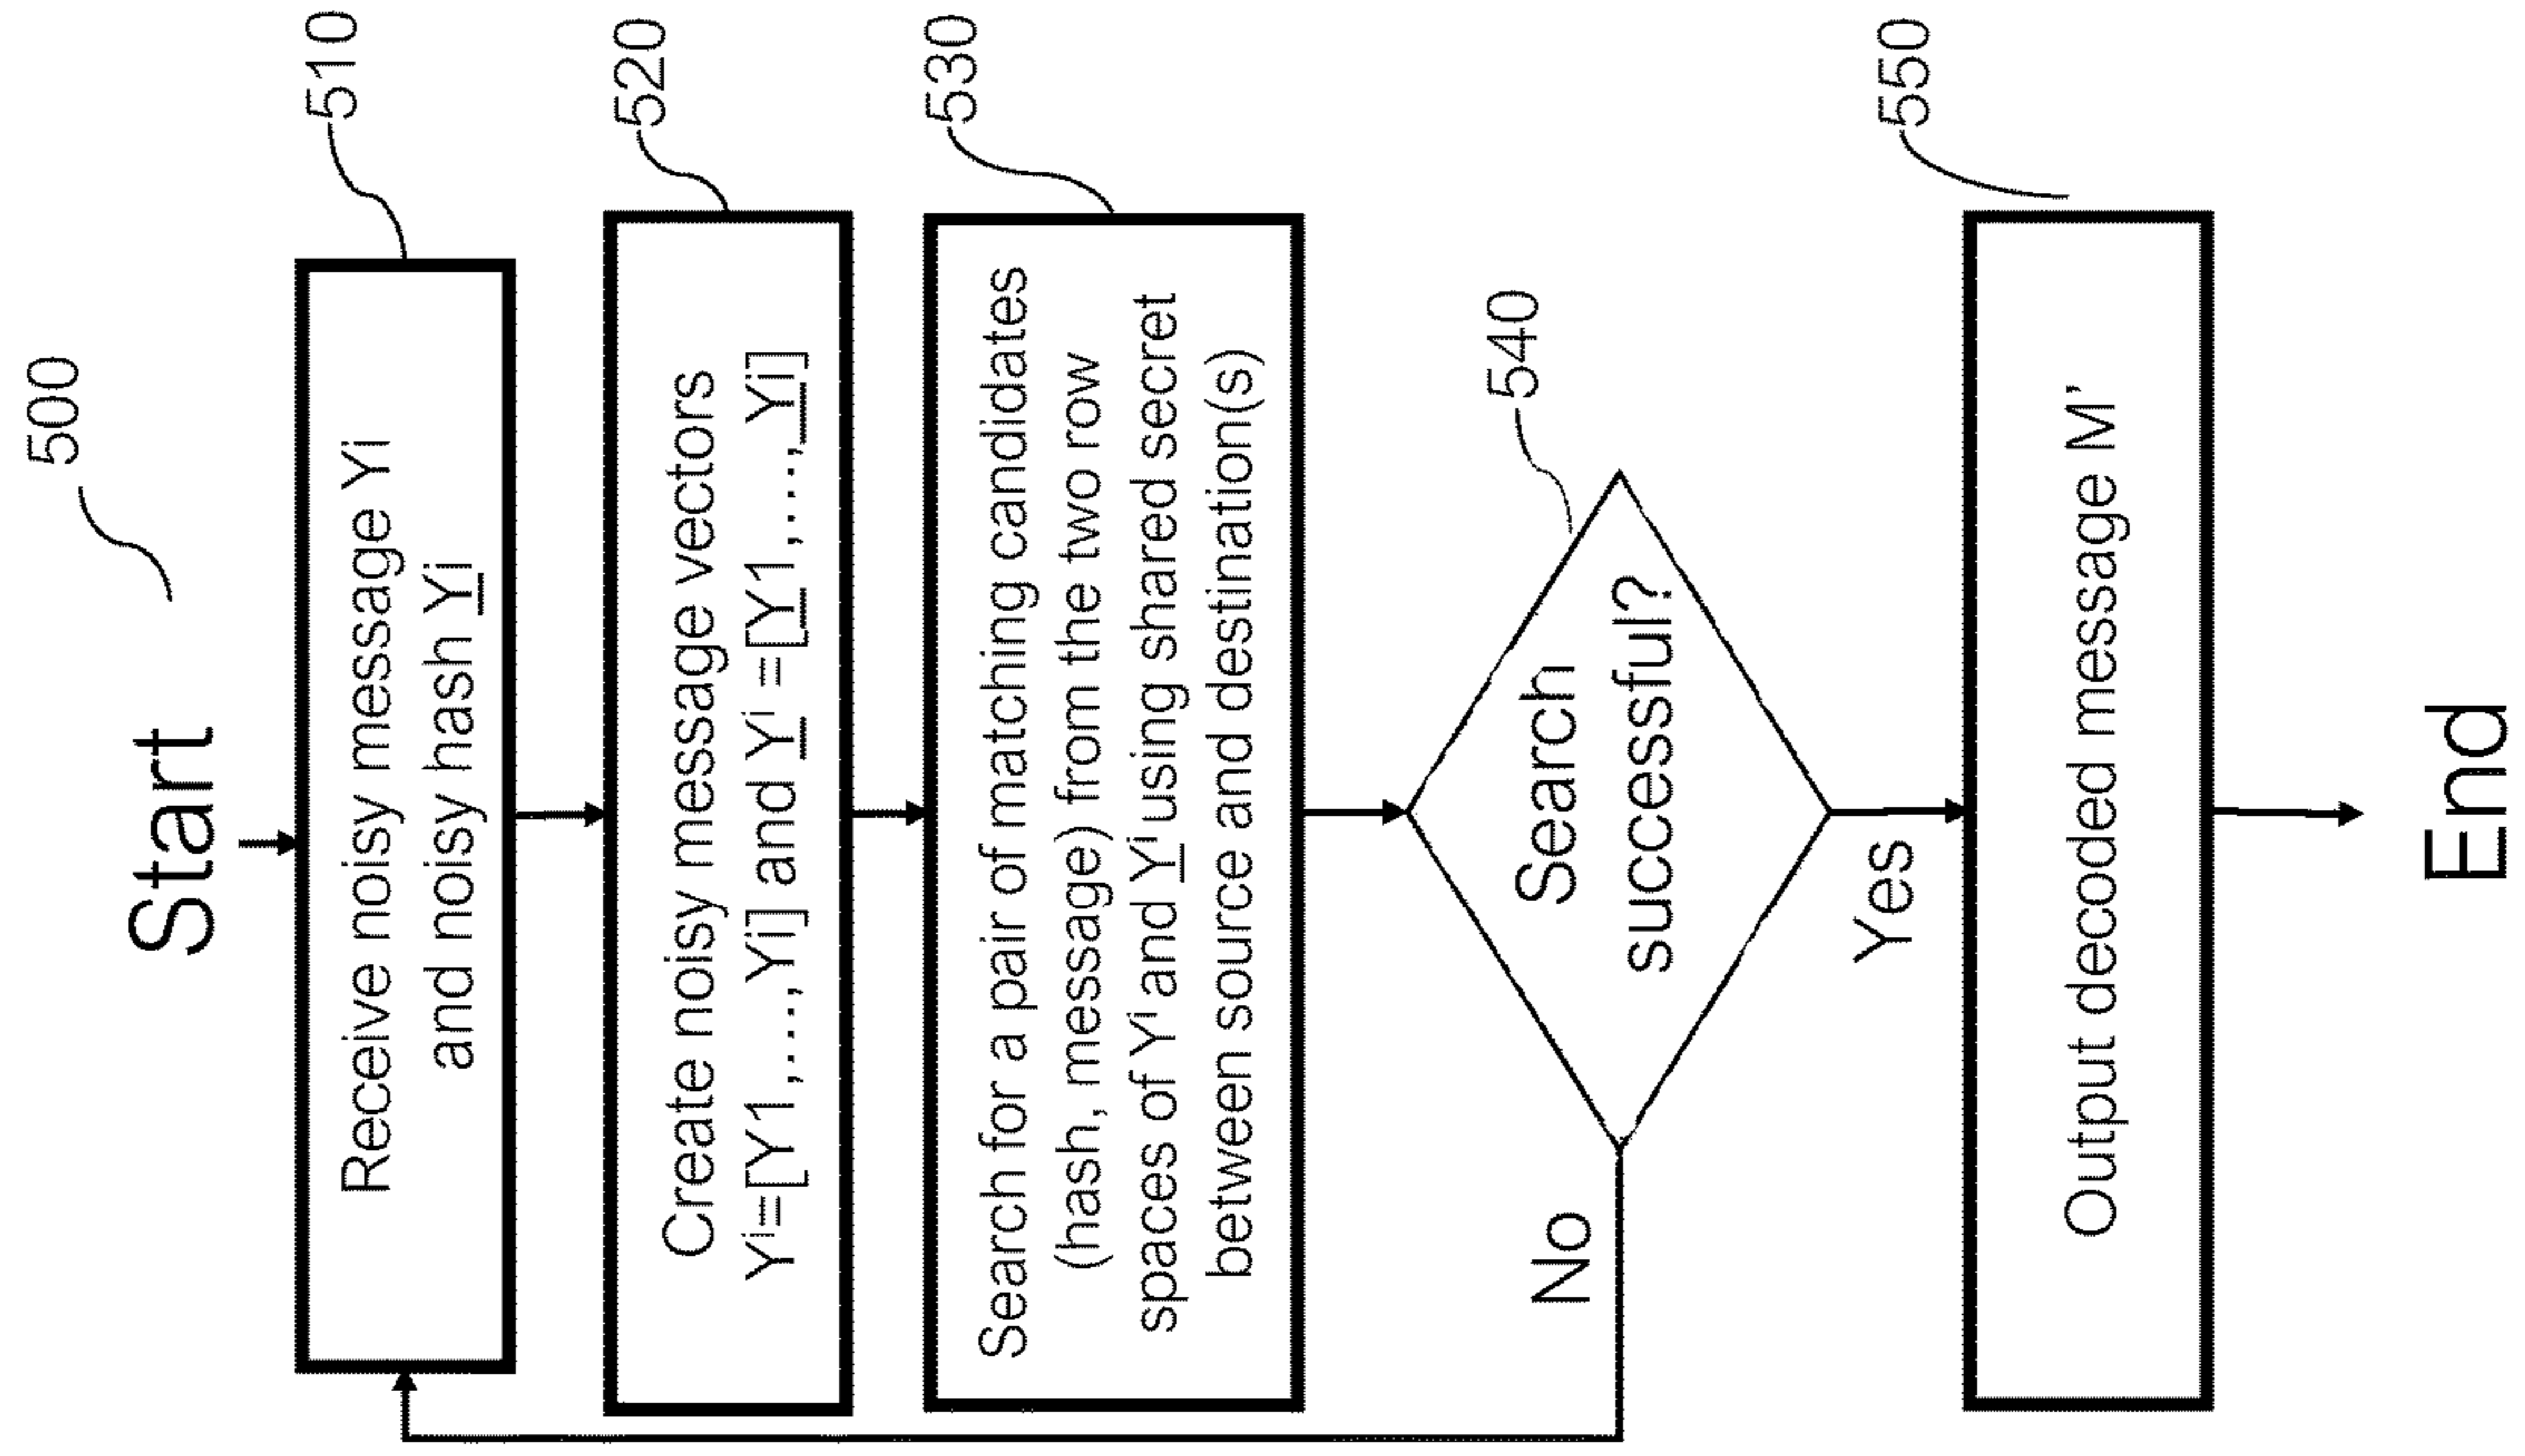 500
Start
510
Receive noisy message Yi
and noisy hash Yi
520
Create noisy message vectors
Yⁱ=[Y1,...,Yi] and Yⁱ =[Y1,...,Yi]
530
Search for a pair of matching candidates
(hash, message) from the two row
spaces of Yⁱ and Yⁱ using shared secret
between source and destination(s)
540
Search
successful?
No
Yes
550
Output decoded message M’
End